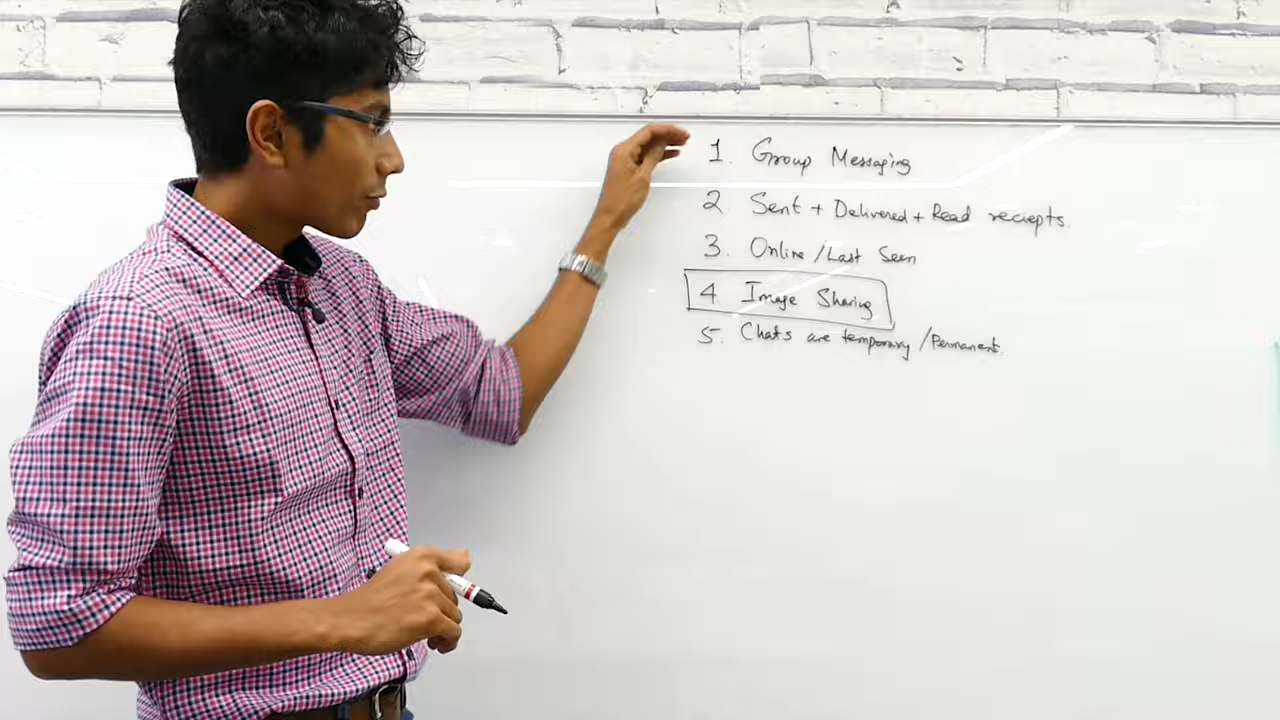 1. Group Messaging
2 Sent + Delivered + Read reciepts.
3. Online /Last Seen
4 Image Sharing
5. Chats are temporary /Permanent.